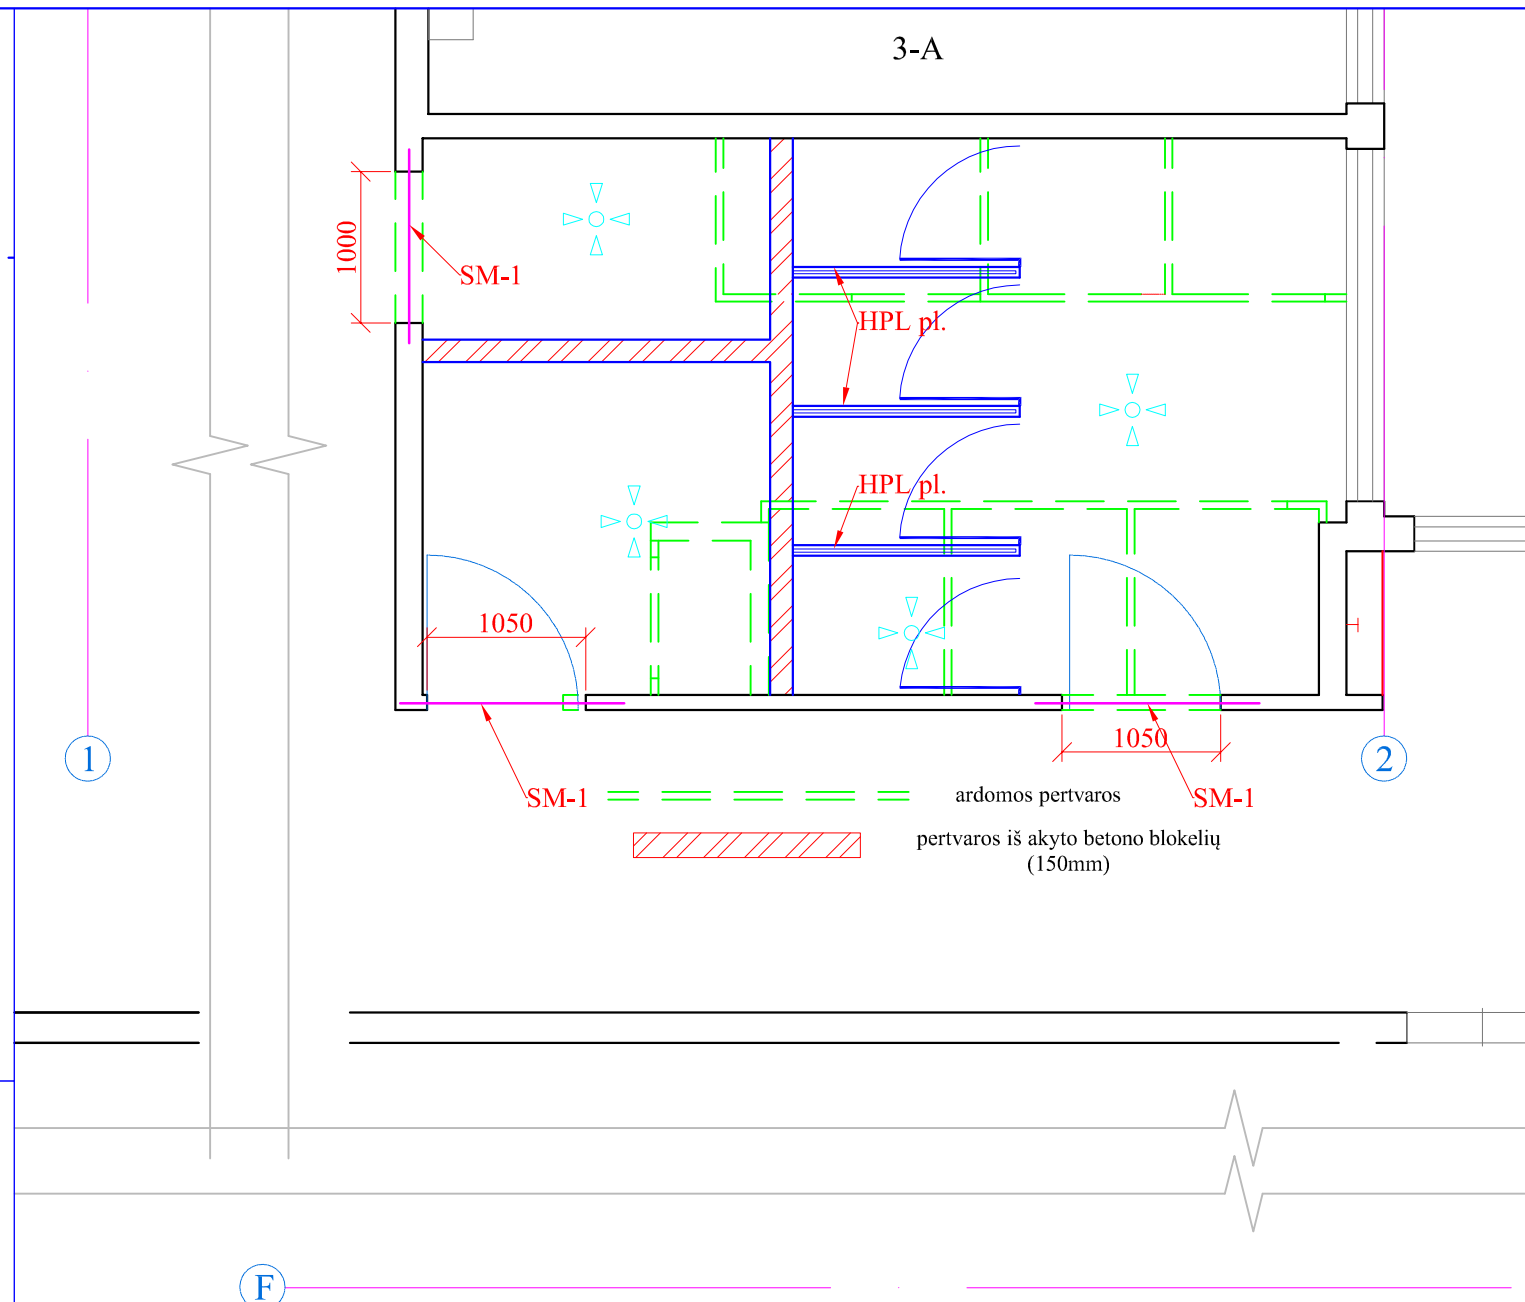 3-A
1000
SM-1
HPL pl.
HPL pl.
1050
1050
1
2
SM-1
ardomos pertvaros
SM-1
pertvaros iš akyto betono blokelių
(150mm)
F